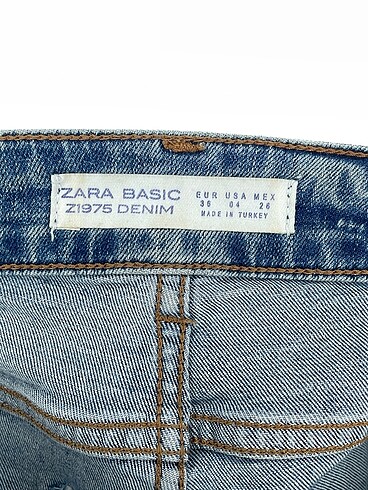 ZARA BASIC
Z1975 DENIM
EUR USA MEX
36 04 26
MADE IN TURKEY